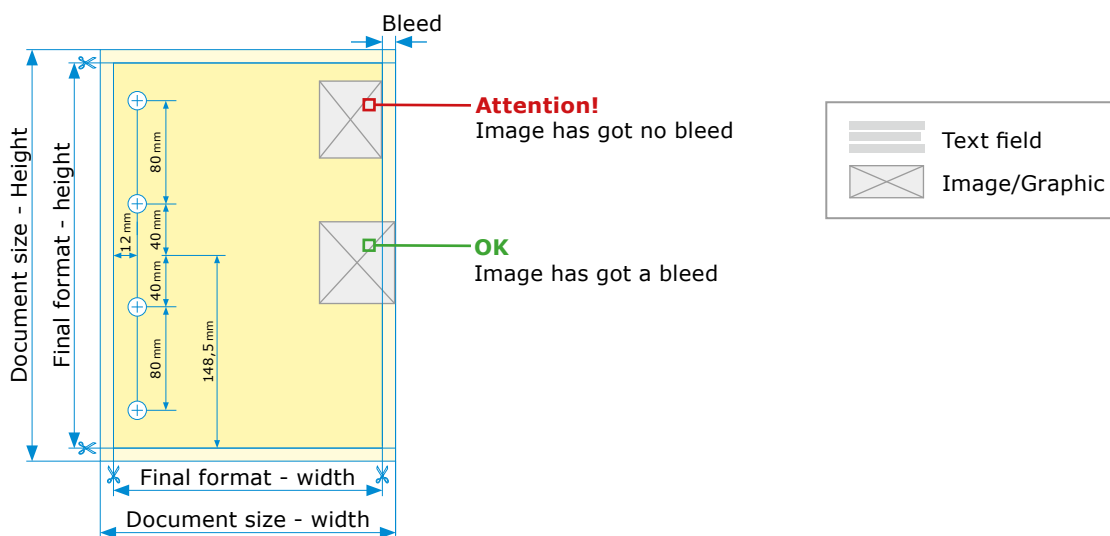 Bleed
Attention!
Image has got no bleed
OK
Image has got a bleed
Text field
Image/Graphic
Document size - Height
Final format - height
80 mm
12 mm
40 mm
40 mm
80 mm
148,5 mm
Final format - width
Document size - width